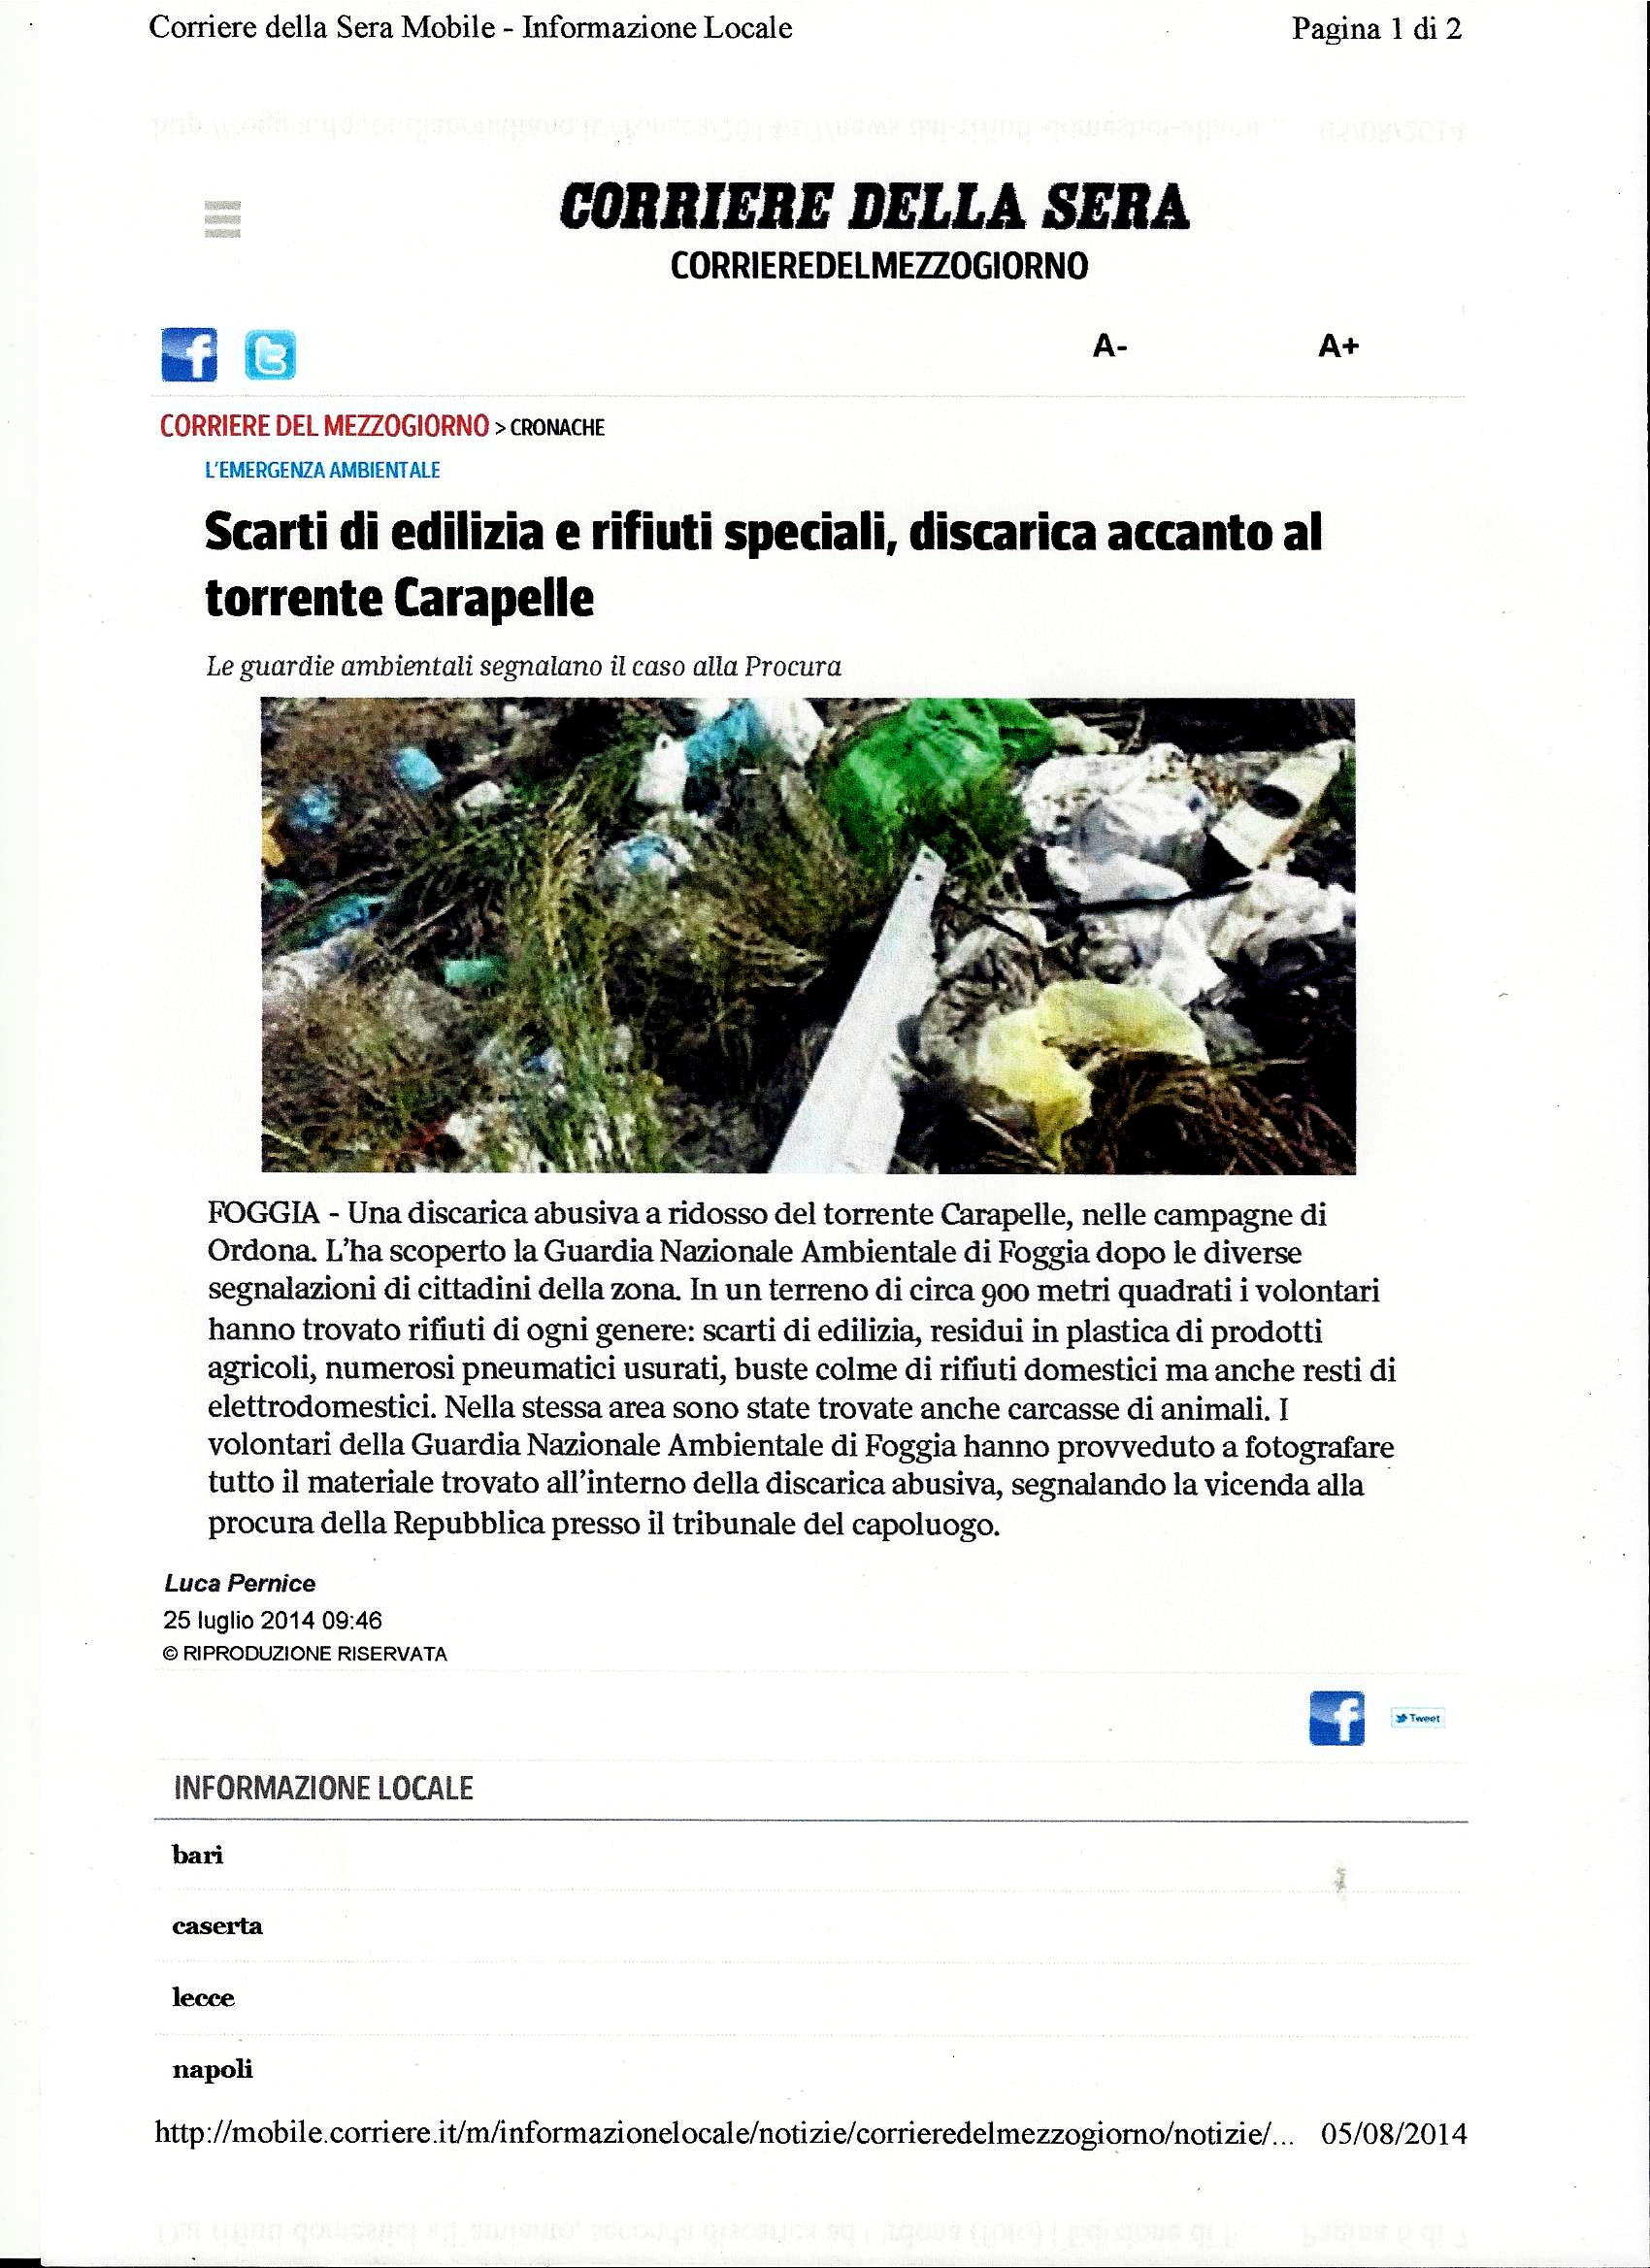 Corriere della Sera Mobile - Informazione Locale Pagina 1 di 2
CORRIERE DELLA SERA
CORRIEREDELMEZZOGIORNO
A- A+
CORRIERE DEL MEZZOGIORNO > CRONACHE
L'EMERGENZA AMBIENTALE
Scarti di edilizia e rifiuti speciali, discarica accanto al
torrente Carapelle
Le guardie ambientali segnalano il caso alla Procura
FOGGIA - Una discarica abusiva a ridosso del torrente Carapelle, nelle campagne di
Ordona. L'ha scoperto la Guardia Nazionale Ambientale di Foggia dopo le diverse
segnalazioni di cittadini della zona. In un terreno di circa 900 metri quadrati i volontari
hanno trovato rifiuti di ogni genere: scarti di edilizia, residui in plastica di prodotti
agricoli, numerosi pneumatici usurati, buste colme di rifiuti domestici ma anche resti di
elettrodomestici. Nella stessa area sono state trovate anche carcasse di animali. I
volontari della Guardia Nazionale Ambientale di Foggia hanno provveduto a fotografare
tutto il materiale trovato all'interno della discarica abusiva, segnalando la vicenda alla
procura della Repubblica presso il tribunale del capoluogo.
Luca Pernice
25 luglio 2014 09:46
© RIPRODUZIONE RISERVATA
Tweet
INFORMAZIONE LOCALE
bari
caserta
lecce
napoli
http://mobile.corriere.it/m/informazionelocale/notizie/corrieredelmezzogiorno/notizie/... 05/08/2014